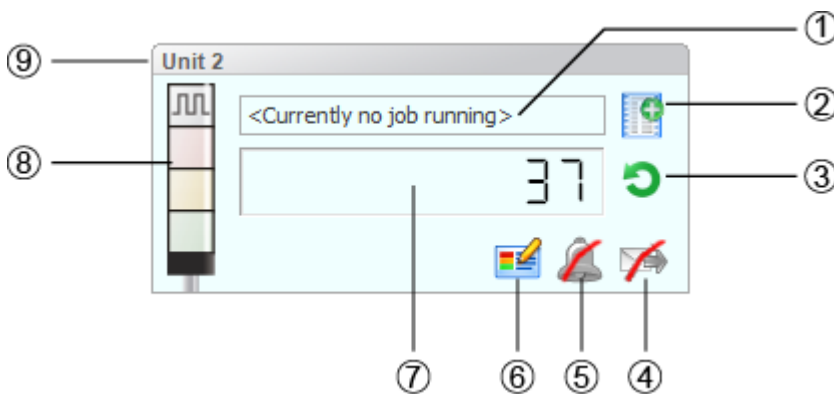 ①
⑨ Unit 2
<Currently no job running>
②
⑧
37
③
⑦ ⑥ ⑤ ④